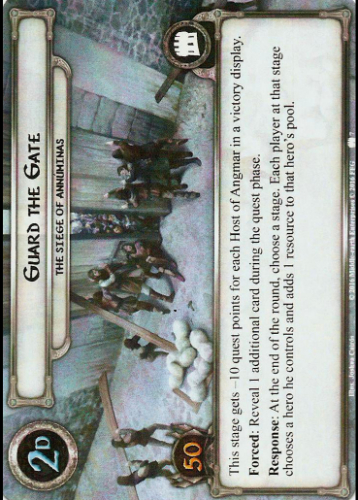 2D
GUARD THE GATE
THE SIEGE OF ANNÚMINAS
50
This stage gets –10 quest points for each Host of Angmar in a victory display.
Forced: Reveal 1 additional card during the quest phase.
Response: At the end of the round, choose a stage. Each player at that stage
chooses a hero he controls and adds 1 resource to that hero's pool.
Illus. Joshua Cairós
© 2016 Middle-earth Enterprises © 2016 FFG
7